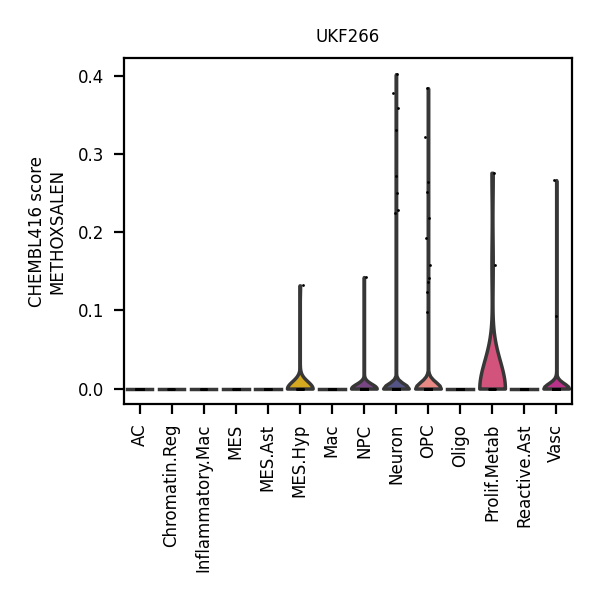 UKF266
CHEMBL416 score
METHOXSALEN
0.4
0.3
0.2
0.1
0.0
AC
Chromatin.Reg
Inflammatory.Mac
MES
MES.Ast
MES.Hyp
Mac
NPC
Neuron
OPC
Oligo
Prolif.Metab
Reactive.Ast
Vasc